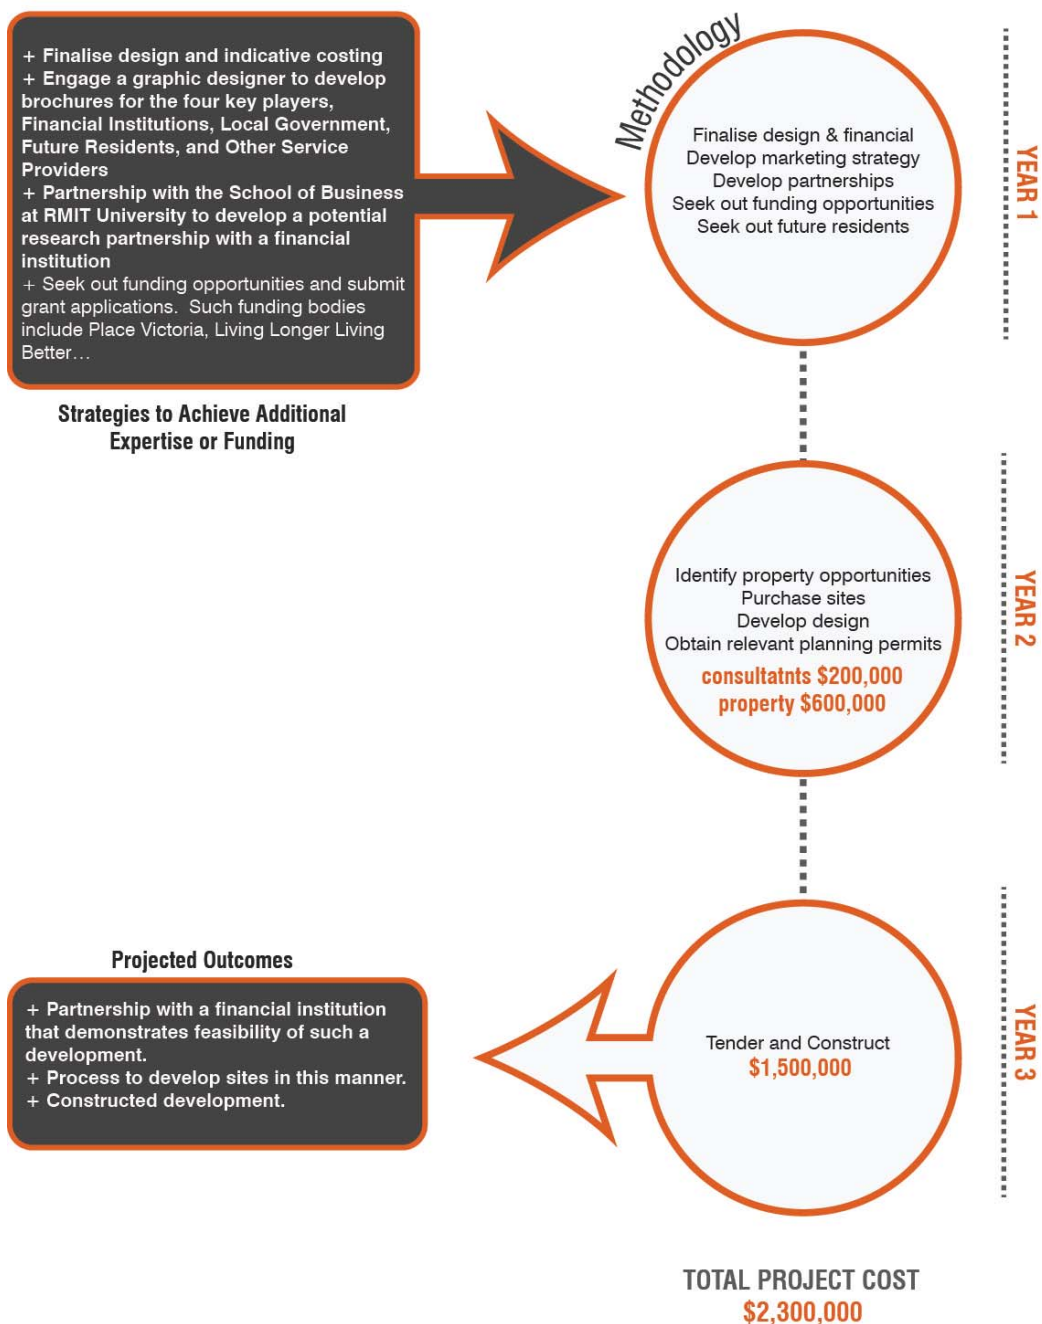 + Finalise design and indicative costing
+ Engage a graphic designer to develop
brochures for the four key players,
Financial Institutions, Local Government,
Future Residents, and Other Service
Providers
+ Partnership with the School of Business
at RMIT University to develop a potential
research partnership with a financial
institution
+ Seek out funding opportunities and submit
grant applications.  Such funding bodies
include Place Victoria, Living Longer Living
Better…
Strategies to Achieve Additional
Expertise or Funding
Methodology
Finalise design & financial
Develop marketing strategy
Develop partnerships
Seek out funding opportunities
Seek out future residents
YEAR 1
Identify property opportunities
Purchase sites
Develop design
Obtain relevant planning permits
consultatnts $200,000
property $600,000
YEAR 2
Tender and Construct
$1,500,000
YEAR 3
Projected Outcomes
+ Partnership with a financial institution
that demonstrates feasibility of such a
development.
+ Process to develop sites in this manner.
+ Constructed development.
TOTAL PROJECT COST
$2,300,000